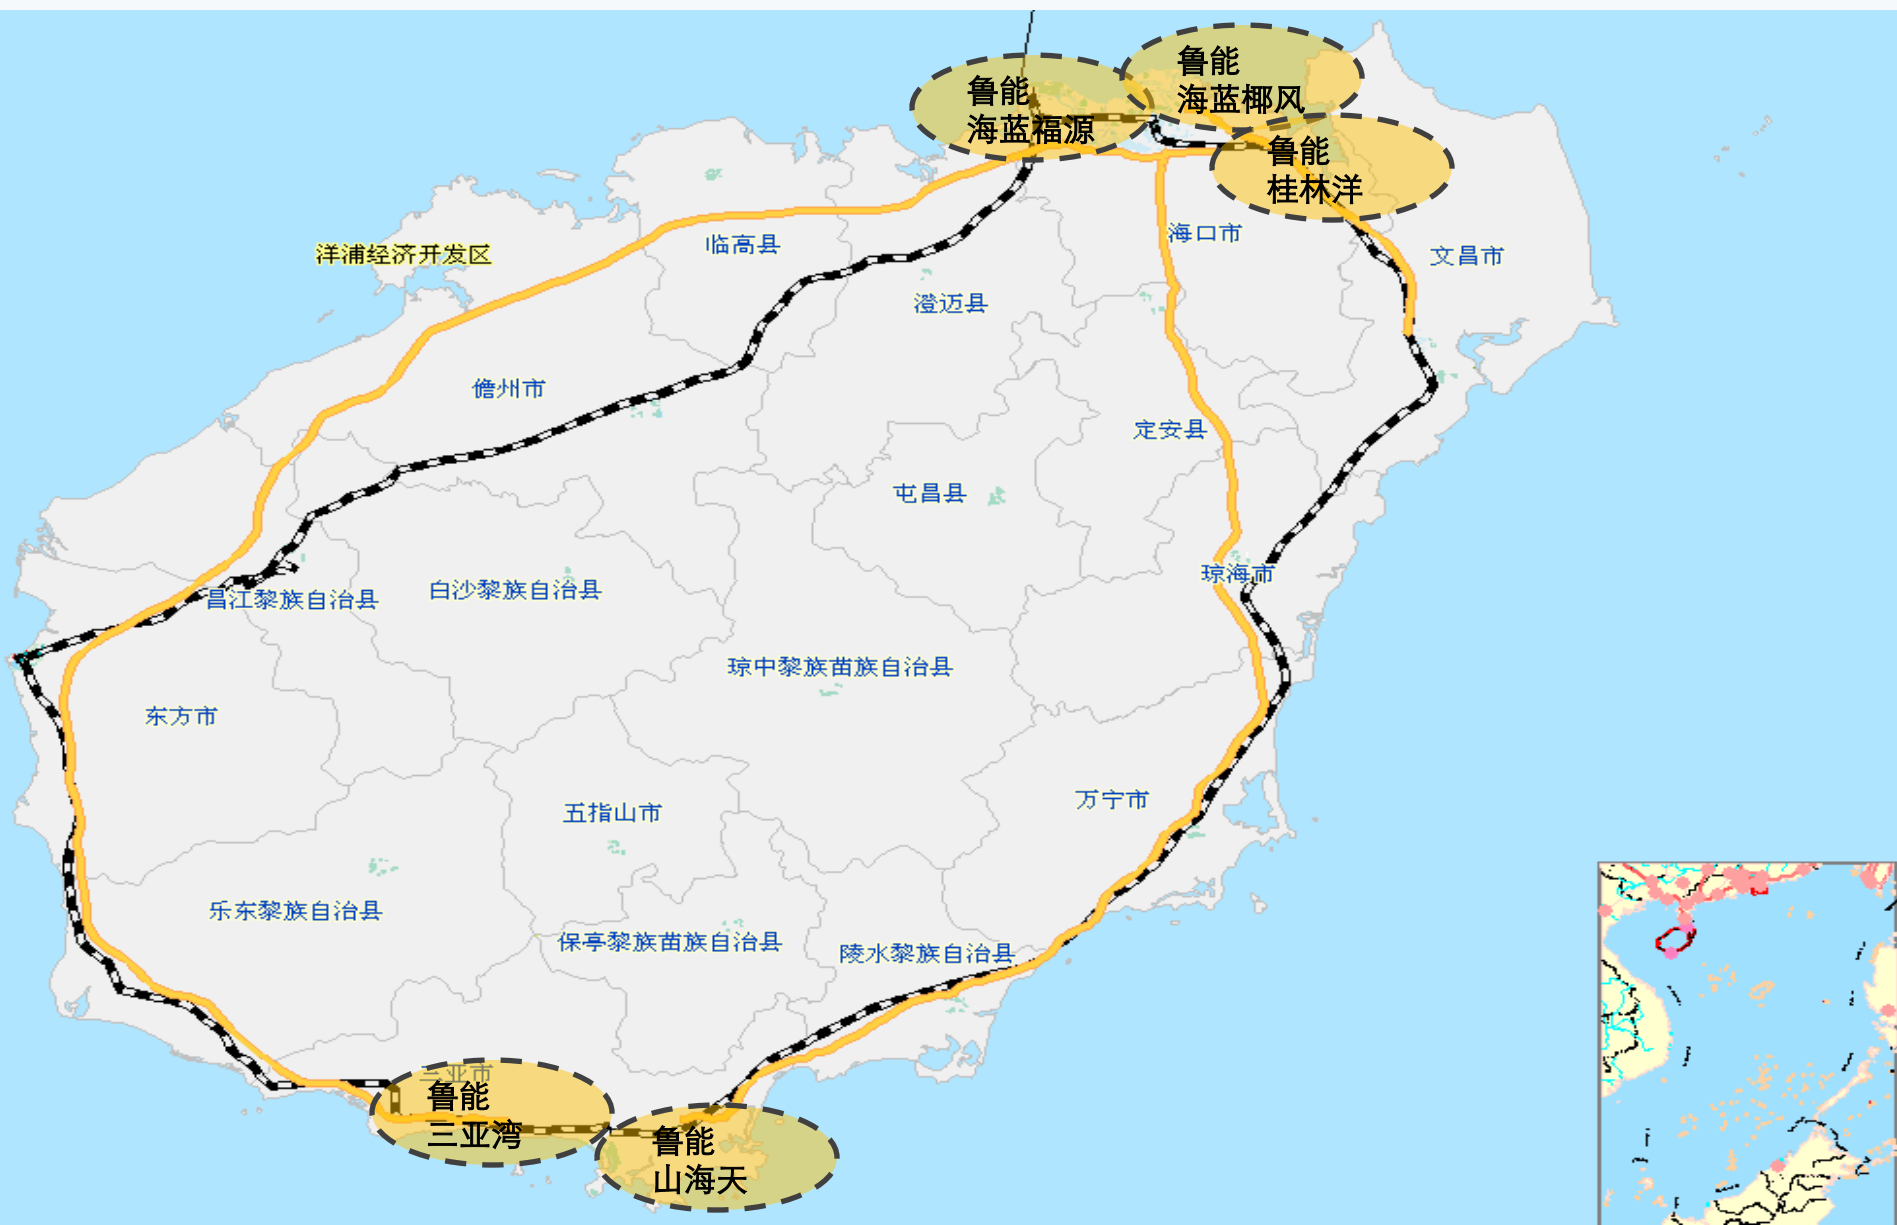 鲁能
海蓝椰风
鲁能
海蓝福源
鲁能
桂林洋
海口市
临高县
洋浦经济开发区
文昌市
澄迈县
儋州市
定安县
屯昌县
琼海市
白沙黎族自治县
昌江黎族自治县
琼中黎族苗族自治县
东方市
万宁市
五指山市
乐东黎族自治县
保亭黎族苗族自治县
陵水黎族自治县
三亚市
鲁能
三亚湾
鲁能
山海天